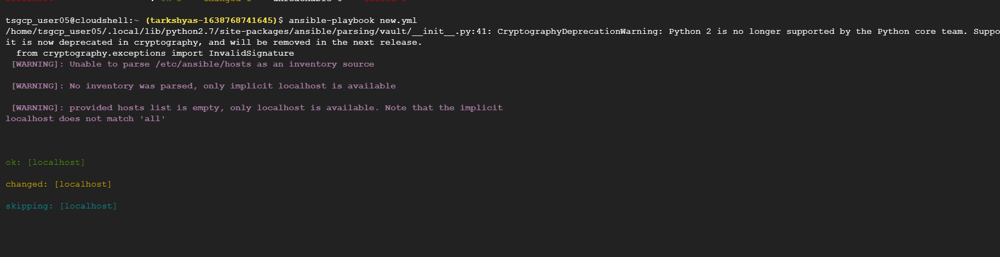 tsgcp_user05@cloudshell:~ (tarkshyas-1638768741645)$ ansible-playbook new.yml
/home/tsgcp_user05/.local/lib/python2.7/site-packages/ansible/parsing/vault/__init__.py:41: CryptographyDeprecationWarning: Python 2 is no longer supported by the Python core team. Suppo
it is now deprecated in cryptography, and will be removed in the next release.
from cryptography.exceptions import InvalidSignature
[WARNING]: Unable to parse /etc/ansible/hosts as an inventory source
[WARNING]: No inventory was parsed, only implicit localhost is available
[WARNING]: provided hosts list is empty, only localhost is available. Note that the implicit
localhost does not match 'all'
ok: [localhost]
changed: [localhost]
skipping: [localhost]